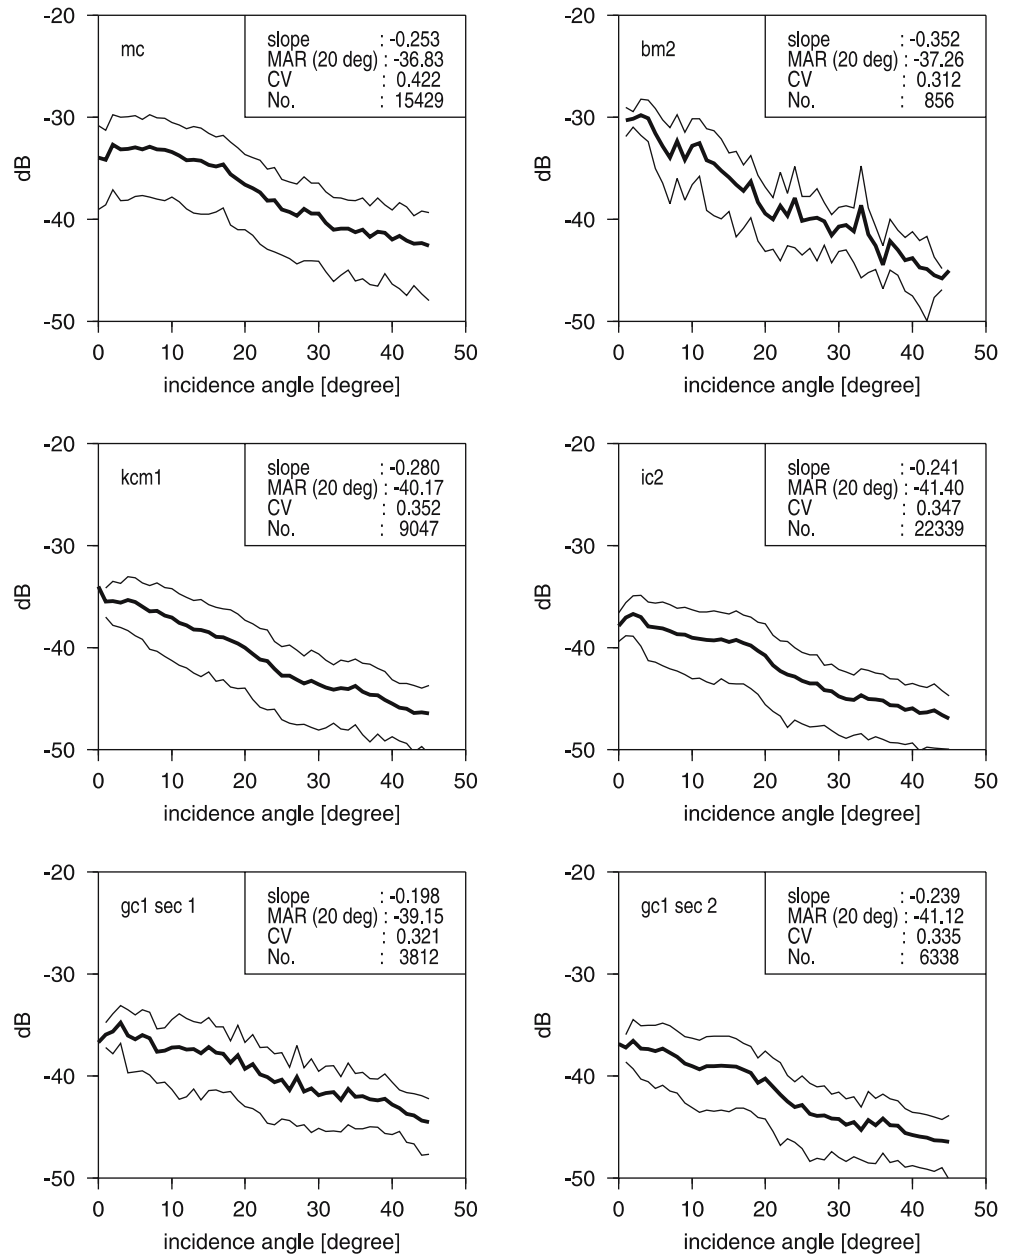 -20
-30
-40
-50
dB
mc
slope : -0.253
MAR (20 deg) : -36.83
CV : 0.422
No. : 15429
0 10 20 30 40 50
incidence angle [degree]
-20
-30
-40
-50
dB
bm2
slope : -0.352
MAR (20 deg) : -37.26
CV : 0.312
No. : 856
0 10 20 30 40 50
incidence angle [degree]
-20
-30
-40
-50
dB
kcm1
slope : -0.280
MAR (20 deg) : -40.17
CV : 0.352
No. : 9047
0 10 20 30 40 50
incidence angle [degree]
-20
-30
-40
-50
dB
ic2
slope : -0.241
MAR (20 deg) : -41.40
CV : 0.347
No. : 22339
0 10 20 30 40 50
incidence angle [degree]
-20
-30
-40
-50
dB
gc1 sec 1
slope : -0.198
MAR (20 deg) : -39.15
CV : 0.321
No. : 3812
0 10 20 30 40 50
incidence angle [degree]
-20
-30
-40
-50
dB
gc1 sec 2
slope : -0.239
MAR (20 deg) : -41.12
CV : 0.335
No. : 6338
0 10 20 30 40 50
incidence angle [degree]